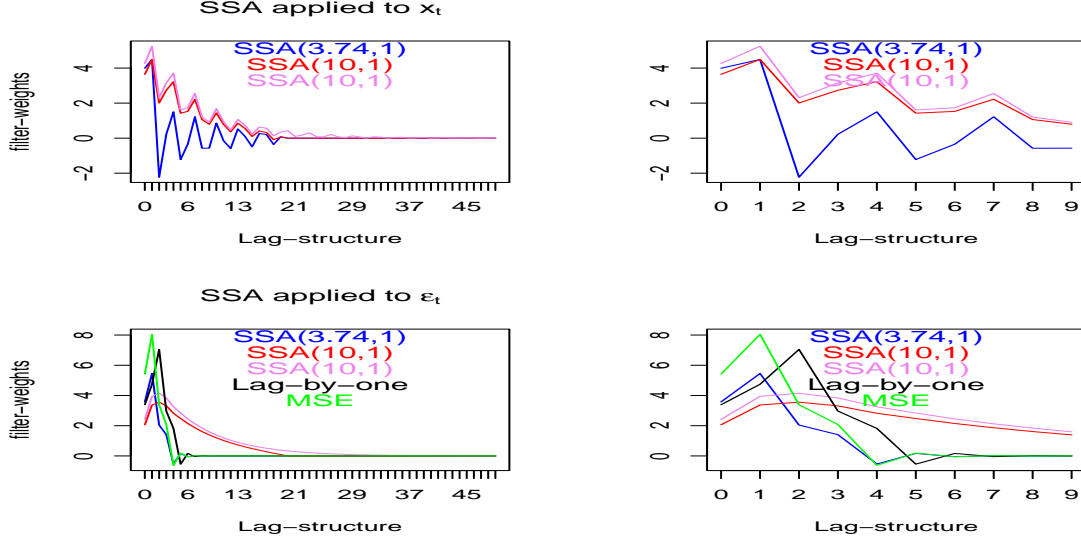 SSA applied to xt
SSA(3.74,1)
SSA(10,1)
SSA(10,1)
filter−weights
−2 0 2 4
0 6 13 21 29 37 45
Lag−structure
SSA(3.74,1)
SSA(10,1)
SSA(10,1)
filter−weights
−2 0 2 4
0 1 2 3 4 5 6 7 8 9
Lag−structure
SSA applied to εt
SSA(3.74,1)
SSA(10,1)
SSA(10,1)
Lag−by−one
MSE
filter−weights
0 2 4 6 8
0 6 13 21 29 37 45
Lag−structure
SSA(3.74,1)
SSA(10,1)
SSA(10,1)
Lag−by−one
MSE
filter−weights
0 2 4 6 8
0 1 2 3 4 5 6 7 8 9
Lag−structure